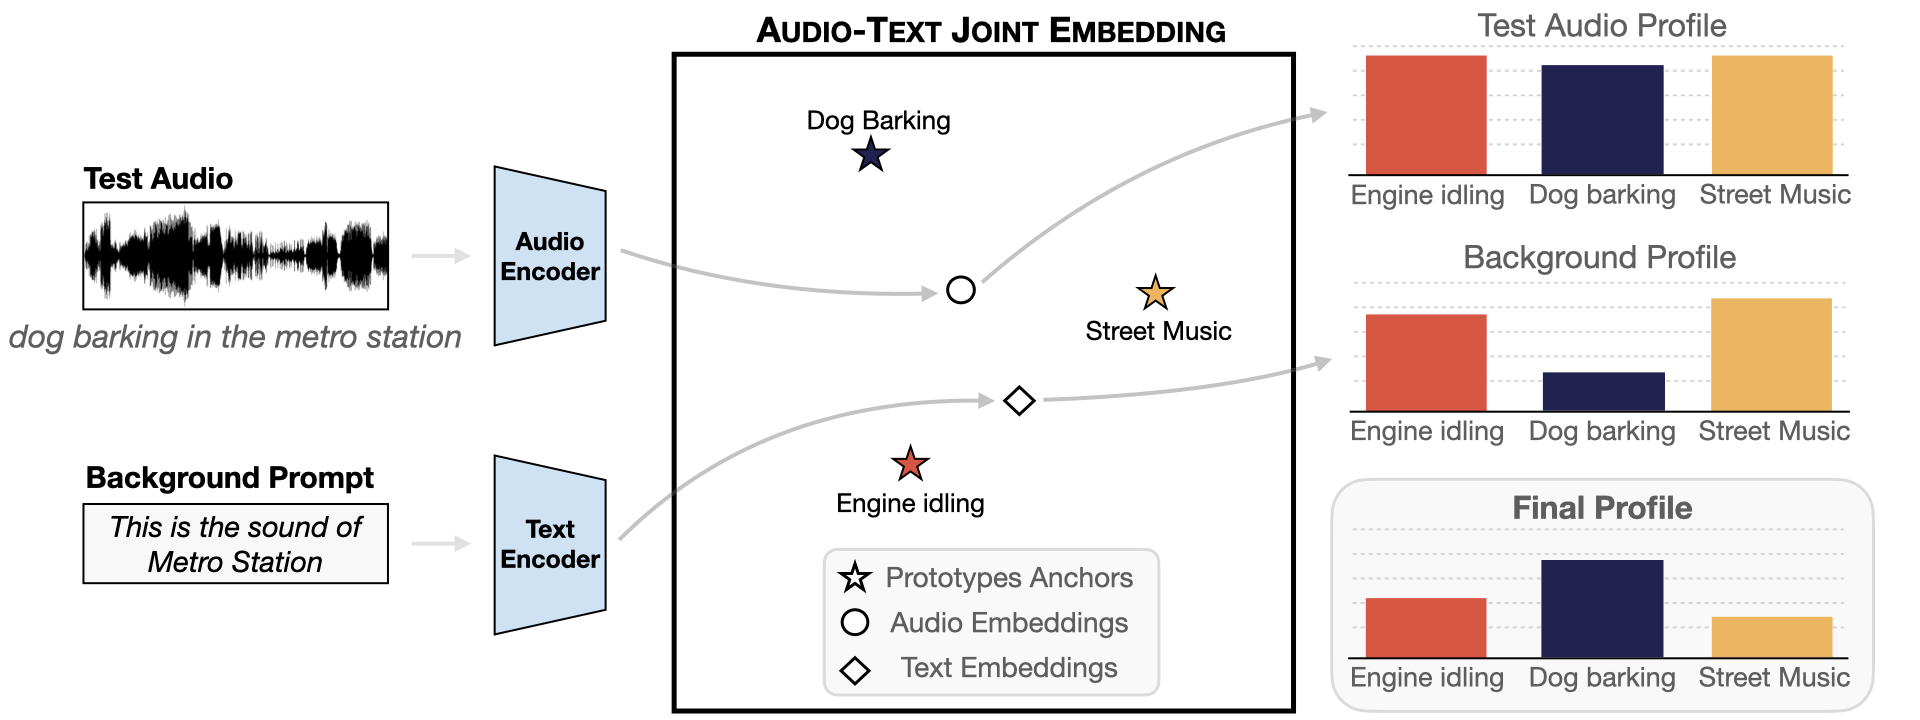 AUDIO-TEXT JOINT EMBEDDING
Test Audio
dog barking in the metro station
Audio
Encoder
Background Prompt
This is the sound of
Metro Station
Text
Encoder
Dog Barking
Street Music
Engine idling
Prototypes Anchors
Audio Embeddings
Text Embeddings
Test Audio Profile
Engine idling Dog barking Street Music
Background Profile
Engine idling Dog barking Street Music
Final Profile
Engine idling Dog barking Street Music